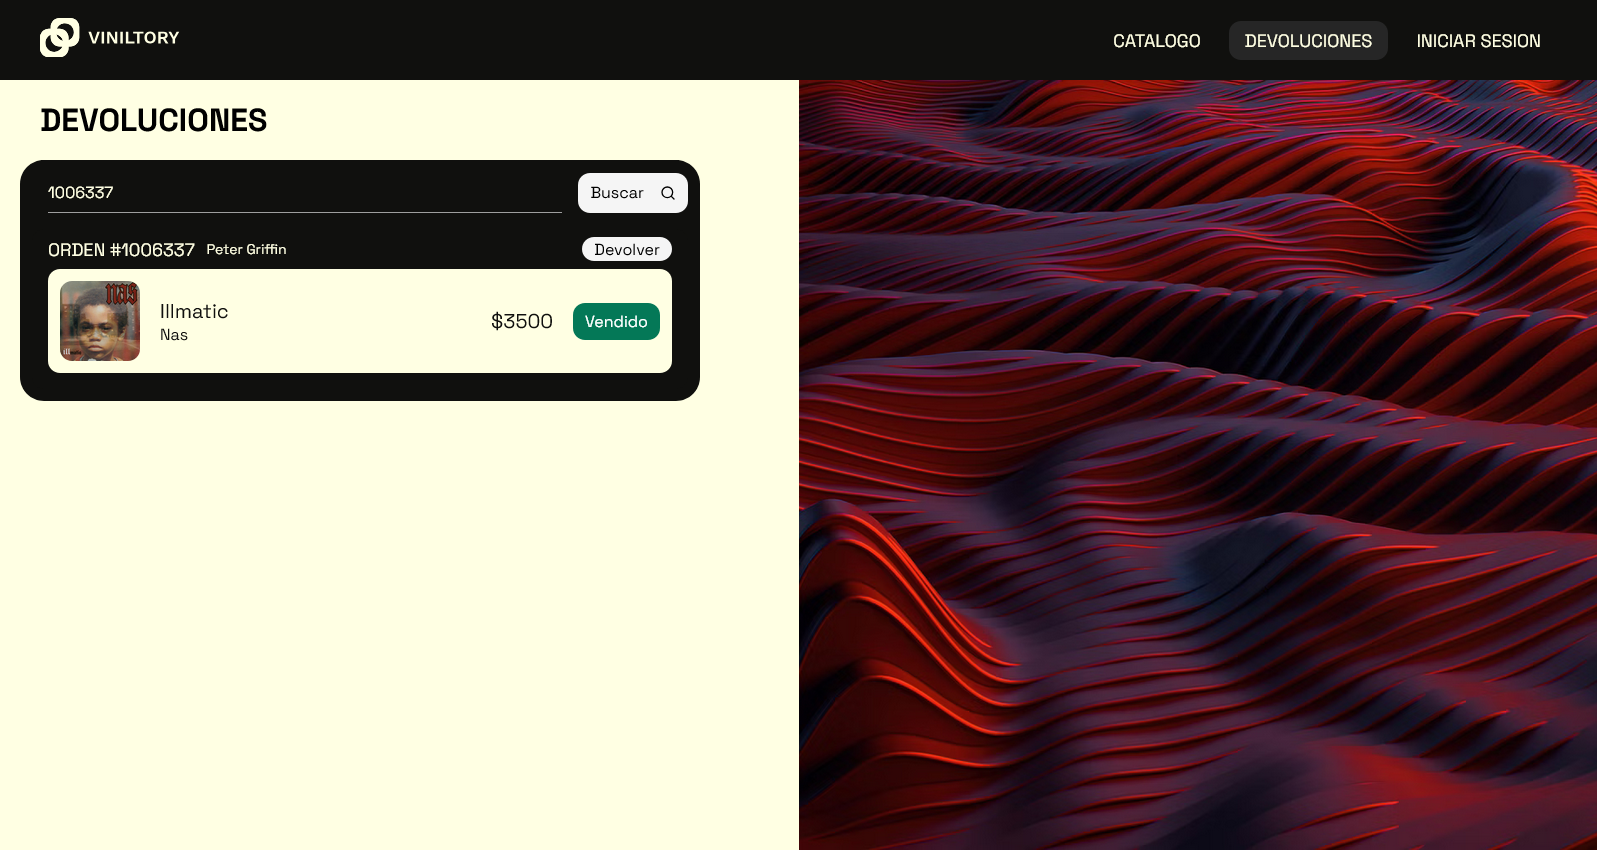 VINILTORY
CATALOGO
DEVOLUCIONES
INICIAR SESION
DEVOLUCIONES
1006337
Buscar
ORDEN #1006337 Peter Griffin
Devolver
nas
Illmatic
Nas
$3500
Vendido